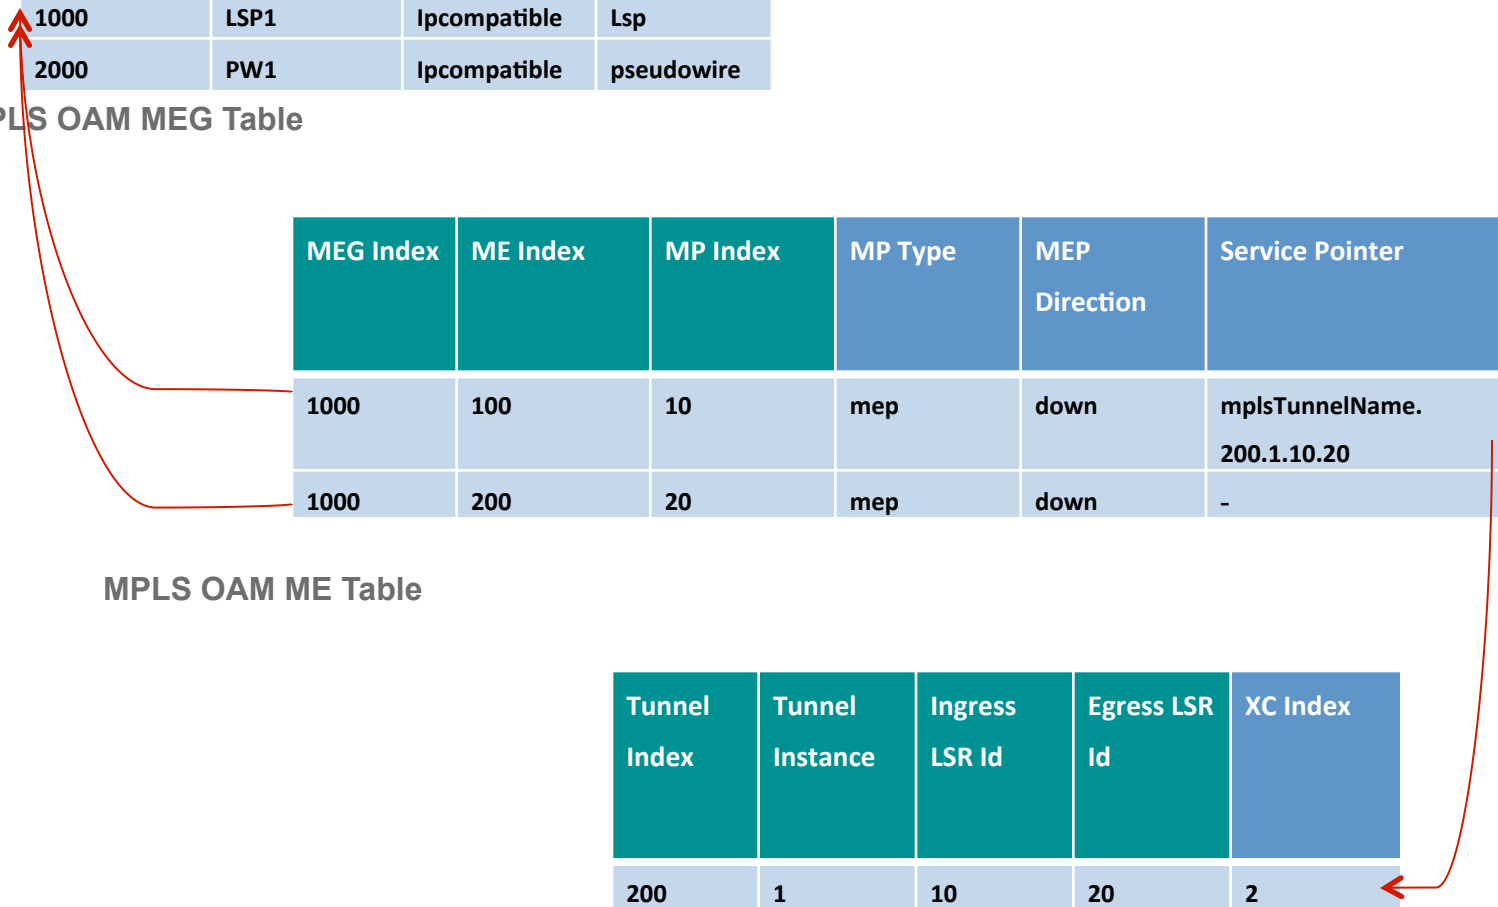 1000 LSP1 Ipcompatible Lsp
2000 PW1 Ipcompatible pseudowire
PLS OAM MEG Table
MEG Index ME Index MP Index MP Type MEP Service Pointer
Direction
1000 100 10 mep down mplsTunnelName.
200.1.10.20
1000 200 20 mep down -
MPLS OAM ME Table
Tunnel Tunnel Ingress Egress LSR XC Index
Index Instance LSR Id Id
200 1 10 20 2